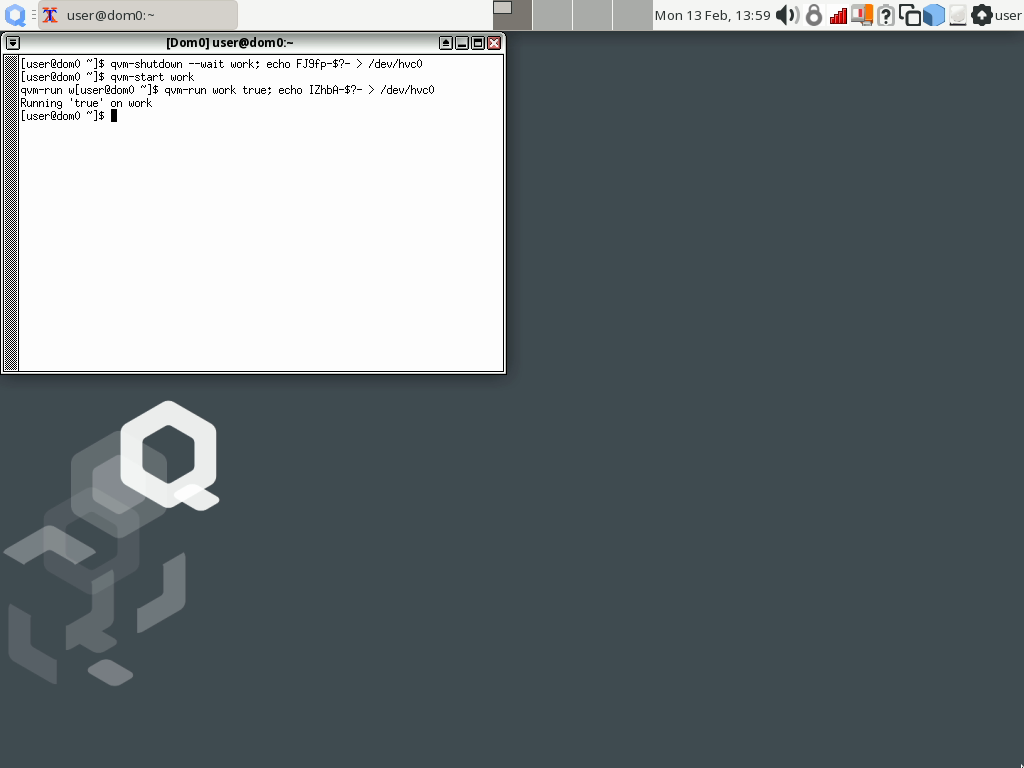 user@dom0:~
Mon 13 Feb, 13:59
user
[Dom0] user@dom0:~
[user@dom0 ~]$ qvm-shutdown --wait work; echo FJ9fp-$?- > /dev/hvc0
[user@dom0 ~]$ qvm-start work
qvm-run w[user@dom0 ~]$ qvm-run work true; echo IZhbA-$?- > /dev/hvc0
Running 'true' on work
[user@dom0 ~]$